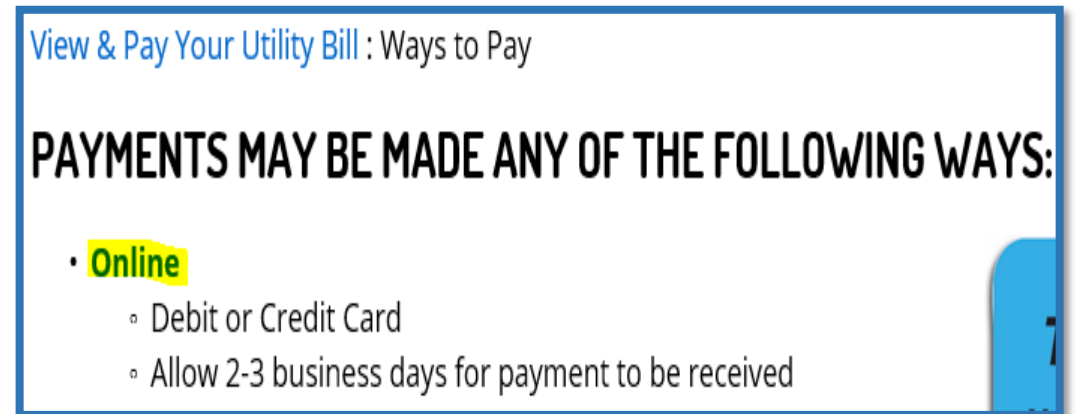 View & Pay Your Utility Bill : Ways to Pay
PAYMENTS MAY BE MADE ANY OF THE FOLLOWING WAYS:
• Online
▫ Debit or Credit Card
▫ Allow 2-3 business days for payment to be received